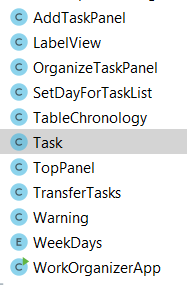 C AddTaskPanel
C LabelView
C OrganizeTaskPanel
C SetDayForTaskList
C TableChronology
C Task
C TopPanel
C TransferTasks
C Warning
E WeekDays
C WorkOrganizerApp